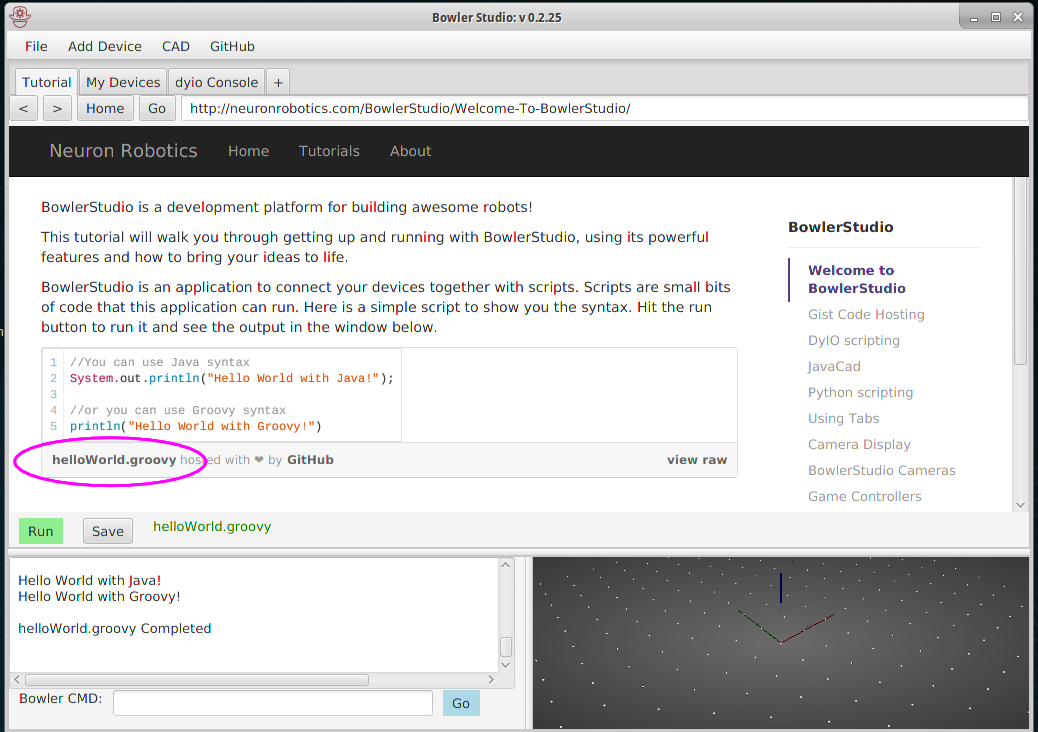 Bowler Studio: v 0.2.25
File Add Device CAD GitHub
Tutorial My Devices dyio Console +
< > Home Go http://neuronrobotics.com/BowlerStudio/Welcome-To-BowlerStudio/
Neuron Robotics Home Tutorials About
BowlerStudio is a development platform for building awesome robots!
This tutorial will walk you through getting up and running with BowlerStudio, using its powerful
features and how to bring your ideas to life.
BowlerStudio is an application to connect your devices together with scripts. Scripts are small bits
of code that this application can run. Here is a simple script to show you the syntax. Hit the run
button to run it and see the output in the window below.
1 //You can use Java syntax
2 System.out.println("Hello World with Java!");
3
4 //or you can use Groovy syntax
5 println("Hello World with Groovy!")
helloWorld.groovy hosted with ❤ by GitHub view raw
BowlerStudio
Welcome to
BowlerStudio
Gist Code Hosting
DyIO scripting
JavaCad
Python scripting
Using Tabs
Camera Display
BowlerStudio Cameras
Game Controllers
Run Save helloWorld.groovy
Hello World with Java!
Hello World with Groovy!
helloWorld.groovy Completed
Bowler CMD: Go